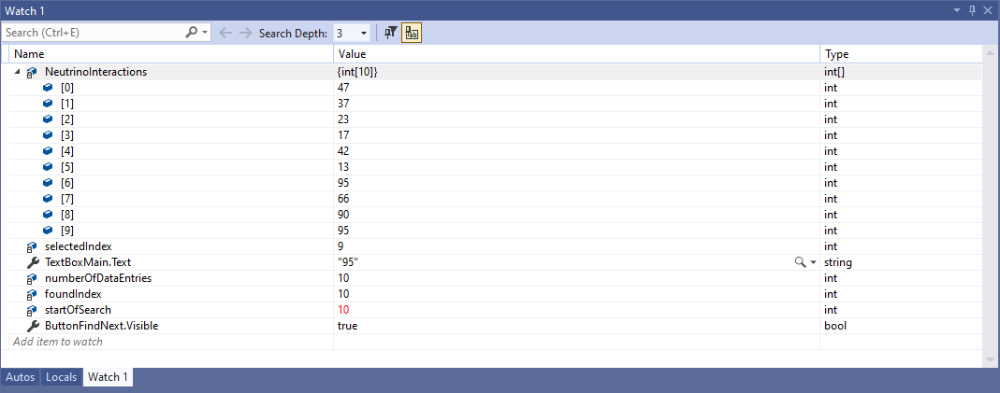 Watch 1
Search (Ctrl+E) Search Depth: 3
Name Value Type
NeutrinoInteractions {int[10]} int[]
[0] 47 int
[1] 37 int
[2] 23 int
[3] 17 int
[4] 42 int
[5] 13 int
[6] 95 int
[7] 66 int
[8] 90 int
[9] 95 int
selectedIndex 9 int
TextBoxMain.Text "95" string
numberOfDataEntries 10 int
foundIndex 10 int
startOfSearch 10 int
ButtonFindNext.Visible true bool
Add item to watch
Autos Locals Watch 1